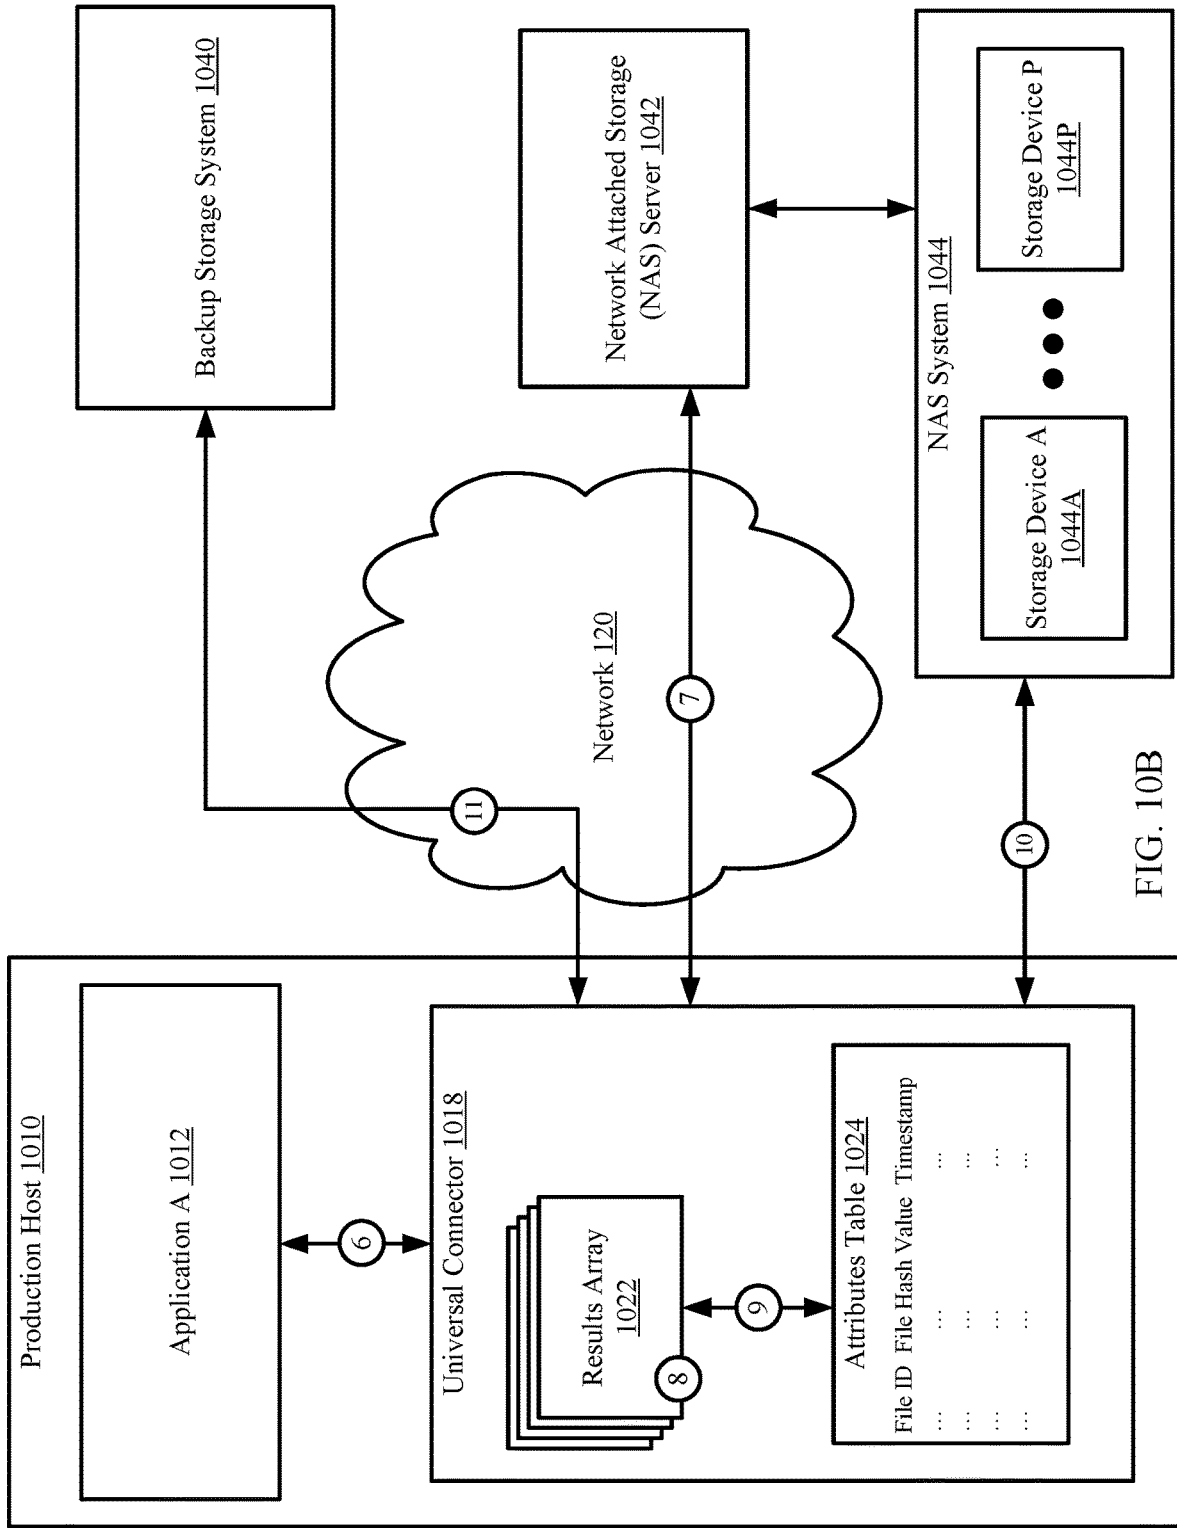 Production Host 1010
Application A 1012
6
Universal Connector 1018
Results Array
1022
8
9
Attributes Table 1024
File ID File Hash Value Timestamp
... ... ...
... ... ...
... ... ...
... ... ...
Network 120
11
7
10
Backup Storage System 1040
Network Attached Storage
(NAS) Server 1042
NAS System 1044
Storage Device A
1044A
Storage Device P
1044P
FIG. 10B